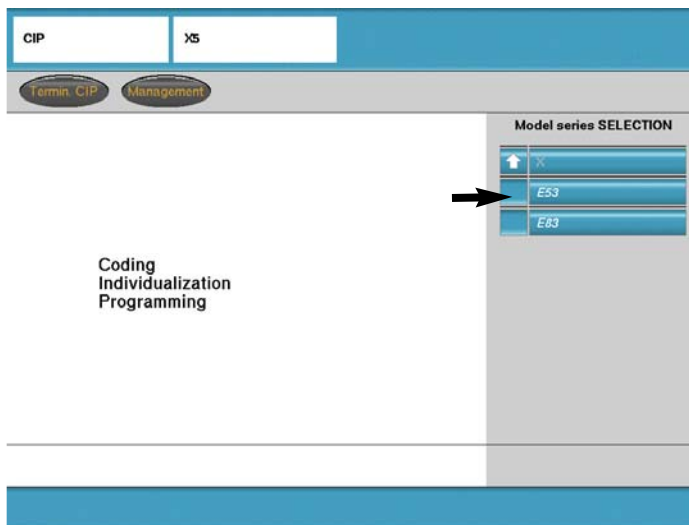 CIP
X5
Termin. CIP
Management
Model series SELECTION
X
E53
E83
Coding
Individualization
Programming